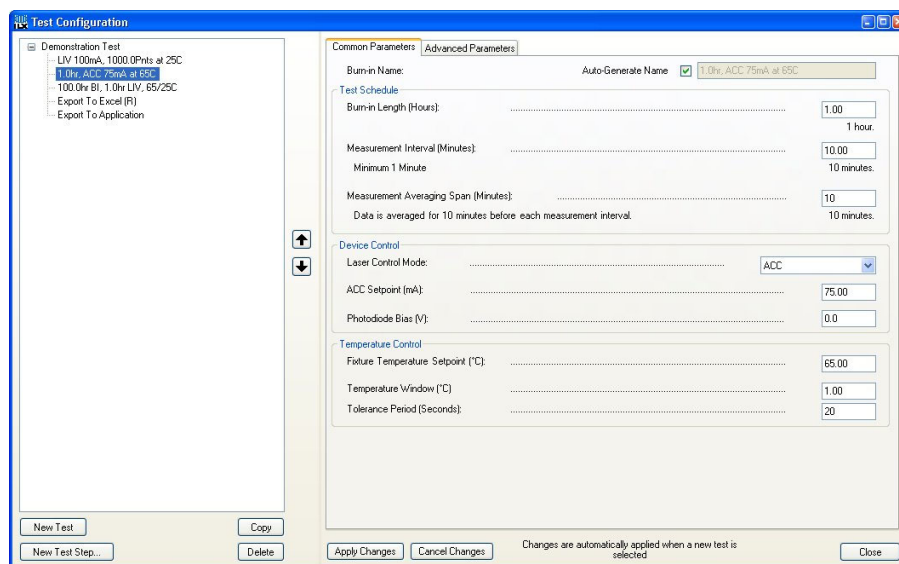 Test Configuration
Demonstration Test
LIV 100mA, 1000.0Pnts at 25C
1.0hr, ACC 75mA at 65C
100.0hr BI, 1.0hr LIV, 65/25C
Export To Excel (R)
Export To Application
New Test
Copy
New Test Step...
Delete
Common Parameters
Advanced Parameters
Burn-in Name:
Auto-Generate Name
1.0hr, ACC 75mA at 65C
Test Schedule
Burn-in Length (Hours):
1.00
1 hour.
Measurement Interval (Minutes):
10.00
Minimum 1 Minute
10 minutes.
Measurement Averaging Span (Minutes):
10
Data is averaged for 10 minutes before each measurement interval.
10 minutes.
Device Control
Laser Control Mode:
ACC
ACC Setpoint (mA):
75.00
Photodiode Bias (V):
0.0
Temperature Control
Fixture Temperature Setpoint (°C):
65.00
Temperature Window (°C)
1.00
Tolerance Period (Seconds):
20
Apply Changes
Cancel Changes
Changes are automatically applied when a new test is
selected
Close